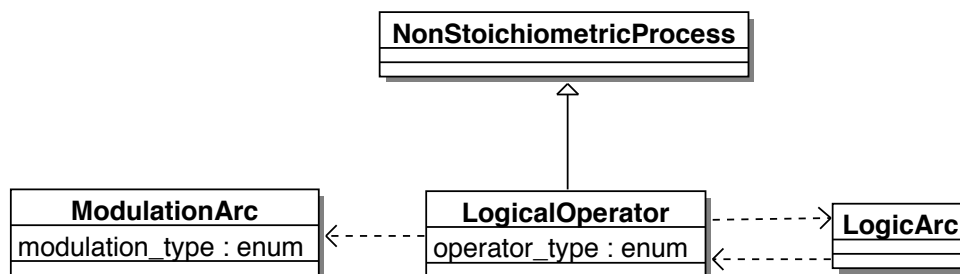 NonStoichiometricProcess
ModulationArc
modulation_type : enum
LogicalOperator
operator_type : enum
LogicArc